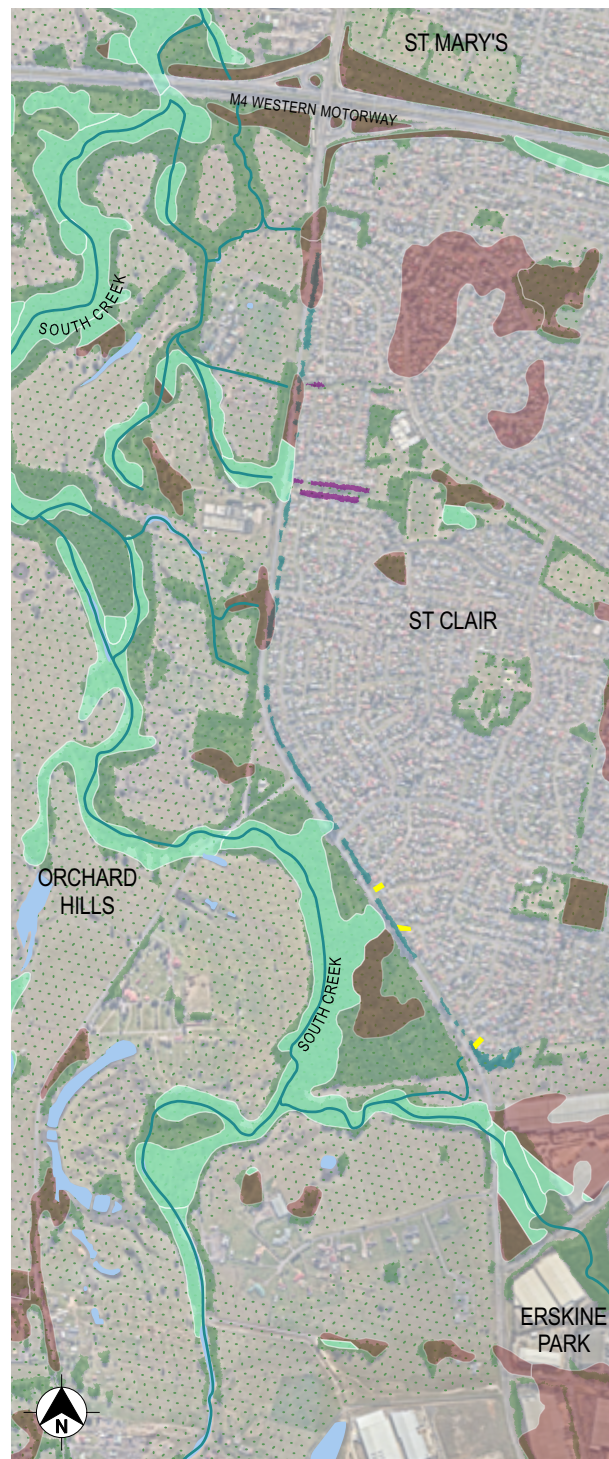 ST MARY'S
M4 WESTERN MOTORWAY
SOUTH CREEK
ST CLAIR
ORCHARD
HILLS
SOUTH CREEK
ERSKINE
PARK
N